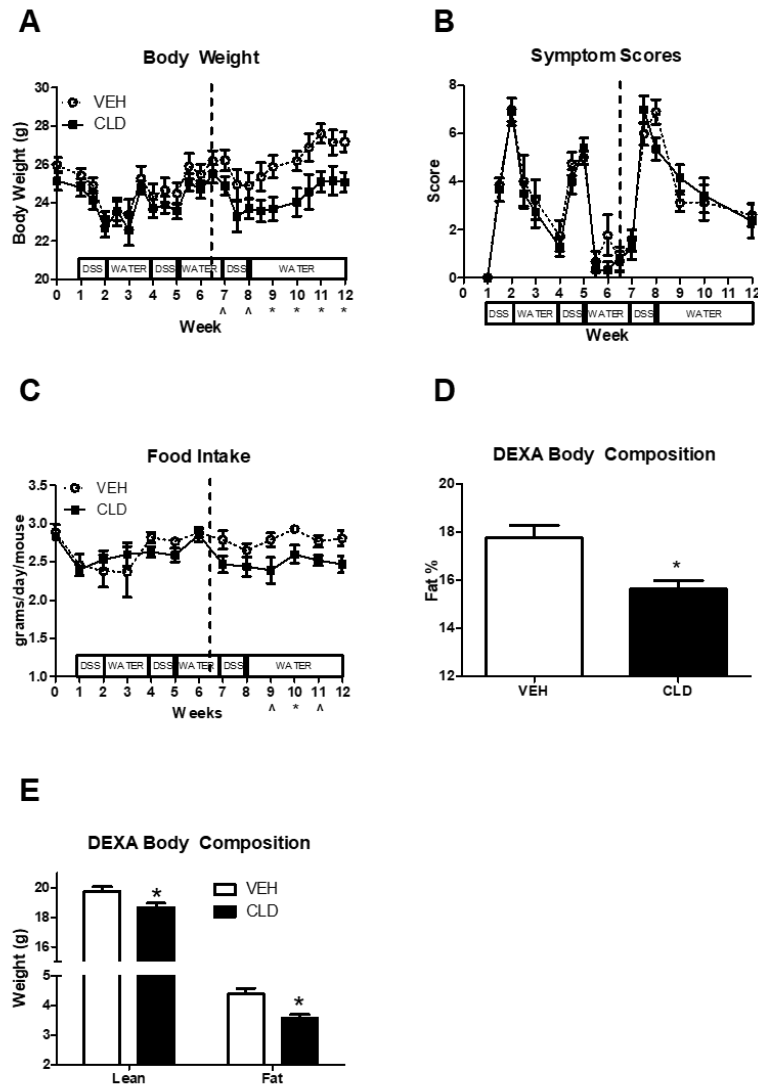 A
Body Weight
VEH
CLD
Body Weight (g)
30
28
26
24
22
20
DSS WATER DSS WATER DSS WATER
0 1 2 3 4 5 6 7 8 9 10 11 12
Week
^ ^ * * * *
B
Symptom Scores
Score
8
6
4
2
0
0 1 2 3 4 5 6 7 8 9 10 11 12
DSS WATER DSS WATER DSS WATER
Week
C
Food Intake
VEH
CLD
grams/day/mouse
3.5
3.0
2.5
2.0
1.5
1.0
DSS WATER DSS WATER DSS WATER
0 1 2 3 4 5 6 7 8 9 10 11 12
Weeks
^ * ^
D
DEXA Body Composition
Fat %
20
18
16
14
12
*
VEH CLD
E
DEXA Body Composition
VEH
CLD
Weight (g)
20
18
16
5
4
3
2
*
*
Lean Fat